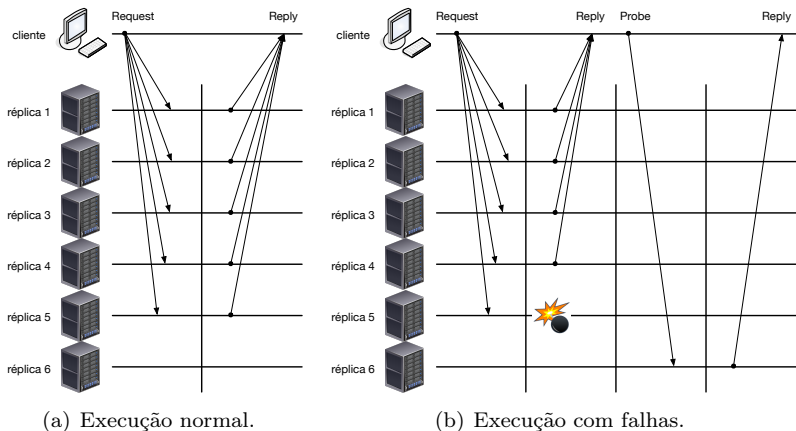 Request Reply
cliente
réplica 1
réplica 2
réplica 3
réplica 4
réplica 5
réplica 6
(a) Execução normal.
Request Reply Probe Reply
cliente
réplica 1
réplica 2
réplica 3
réplica 4
réplica 5
réplica 6
(b) Execução com falhas.